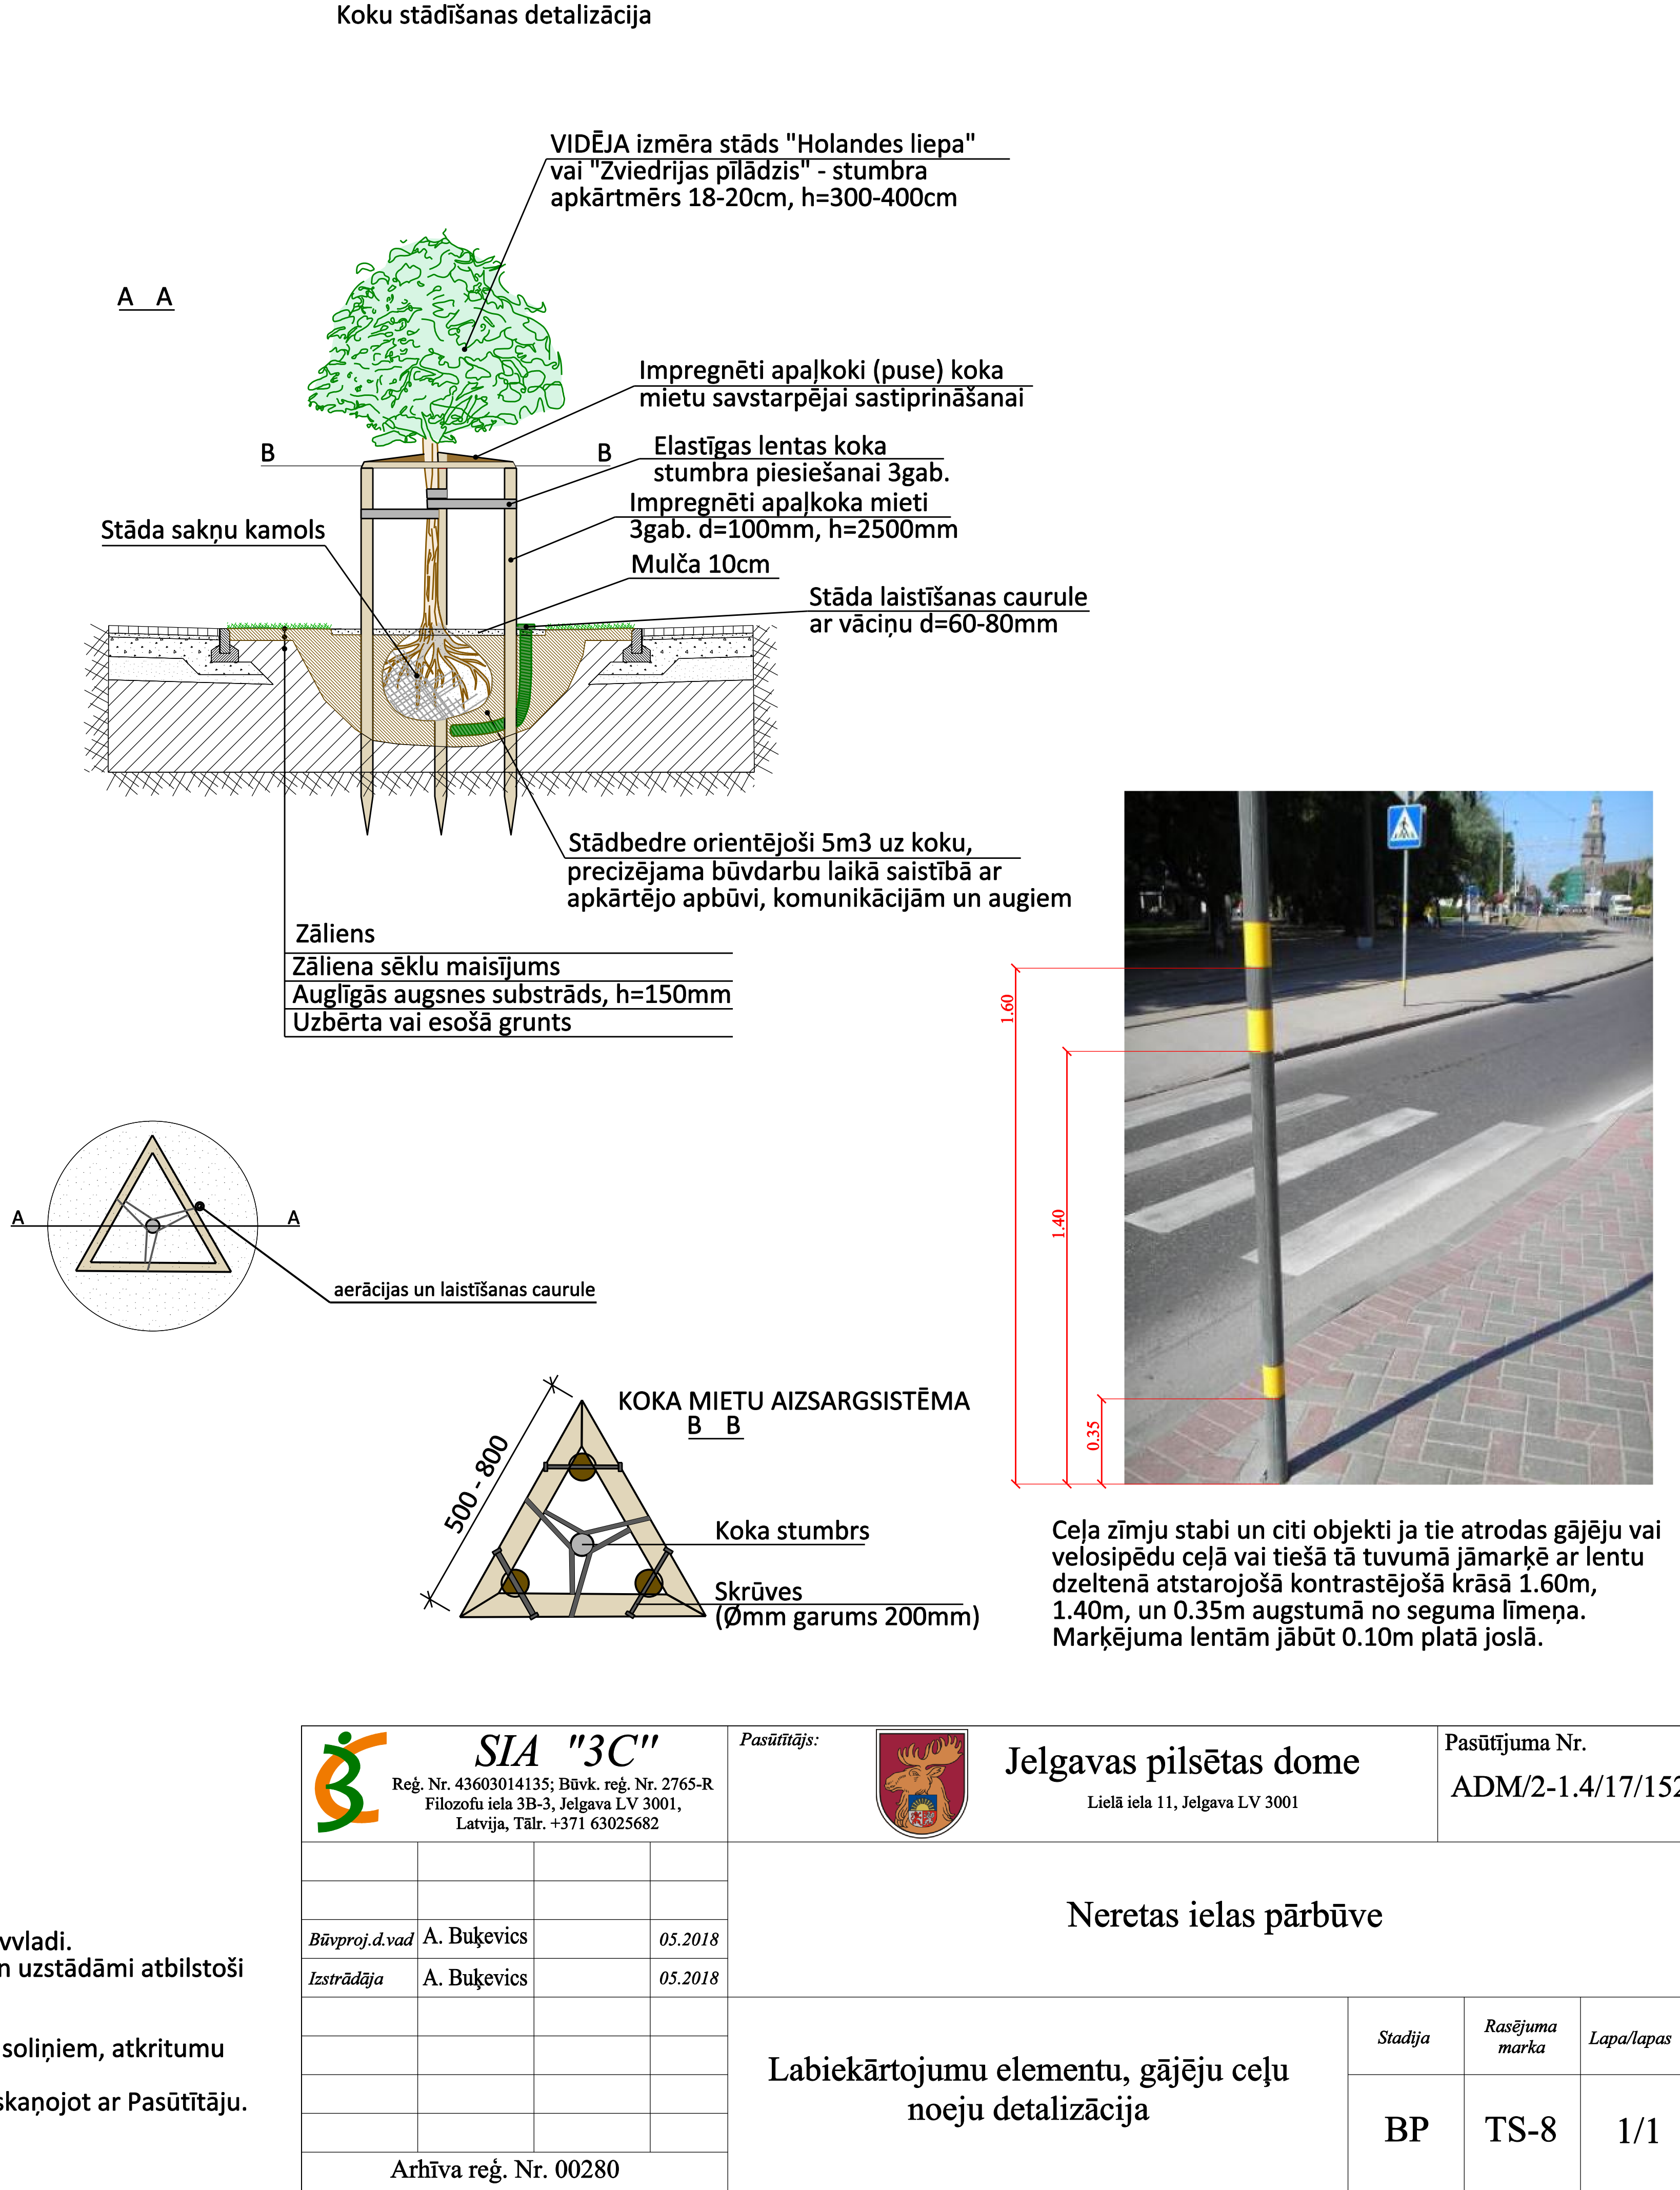 Koku stādīšanas detalizācija
VIDĒJA izmēra stāds "Holandes liepa"
vai "Zviedrijas pīlādzis" - stumbra
apkārtmērs 18-20cm, h=300-400cm
A A
Impregnēti apaļkoki (puse) koka
mietu savstarpējai sastiprināšanai
B
B
Elastīgas lentas koka
stumbra piesiešanai 3gab.
Impregnēti apaļkoka mieti
3gab. d=100mm, h=2500mm
Stāda sakņu kamols
Mulča 10cm
Stāda laistīšanas caurule
ar vāciņu d=60-80mm
Stādbedre orientējoši 5m3 uz koku,
precizējama būvdarbu laikā saistībā ar
apkārtējo apbūvi, komunikācijām un augiem
Zāliens
Zāliena sēklu maisījums
Auglīgās augsnes substrāds, h=150mm
Uzbērta vai esošā grunts
1.60
1.40
0.35
A
A
aerācijas un laistīšanas caurule
KOKA MIETU AIZSARGSISTĒMA
B B
500 - 800
Koka stumbrs
Skrūves
(Ømm garums 200mm)
Ceļa zīmju stabi un citi objekti ja tie atrodas gājēju vai
velosipēdu ceļā vai tiešā tā tuvumā jāmarķē ar lentu
dzeltenā atstarojošā kontrastējošā krāsā 1.60m,
1.40m, un 0.35m augstumā no seguma līmeņa.
Marķējuma lentām jābūt 0.10m platā joslā.
vvladi.
n uzstādāmi atbilstoši
soliņiem, atkritumu
skaņojot ar Pasūtītāju.
SIA "3C"
Reģ. Nr. 43603014135; Būvk. reģ. Nr. 2765-R
Filozofu iela 3B-3, Jelgava LV 3001,
Latvija, Tālr. +371 63025682
Pasūtītājs:
Jelgavas pilsētas dome
Lielā iela 11, Jelgava LV 3001
Pasūtījuma Nr.
ADM/2-1.4/17/152
Būvproj.d.vad A. Buķevics 05.2018
Izstrādāja A. Buķevics 05.2018
Neretas ielas pārbūve
Labiekārtojumu elementu, gājēju ceļu
noeju detalizācija
Stadija
Rasējuma
marka
Lapa/lapas
BP
TS-8
1/1
Arhīva reģ. Nr. 00280